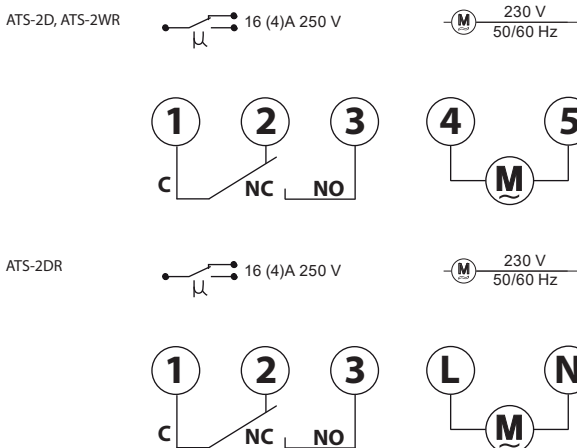 ATS-2D, ATS-2WR 16 (4)A 250 V M 230 V
50/60 Hz
μ
1 2 3 4 5
C NC NO M
ATS-2DR 16 (4)A 250 V M 230 V
50/60 Hz
μ
1 2 3 L N
C NC NO M